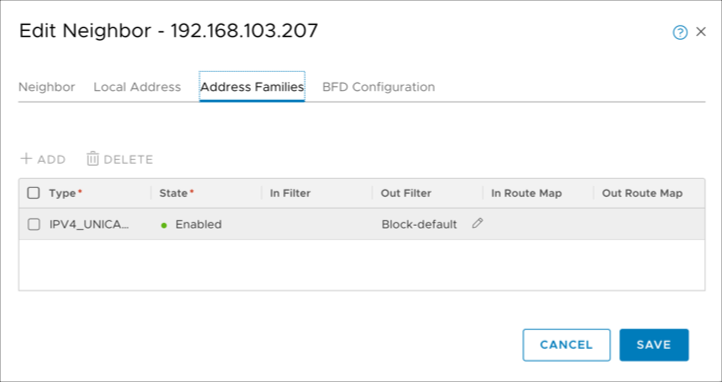 Edit Neighbor - 192.168.103.207
Neighbor Local Address Address Families BFD Configuration
+ ADD DELETE
Type* State* In Filter Out Filter In Route Map Out Route Map
IPV4_UNICA... Enabled Block-default
CANCEL SAVE